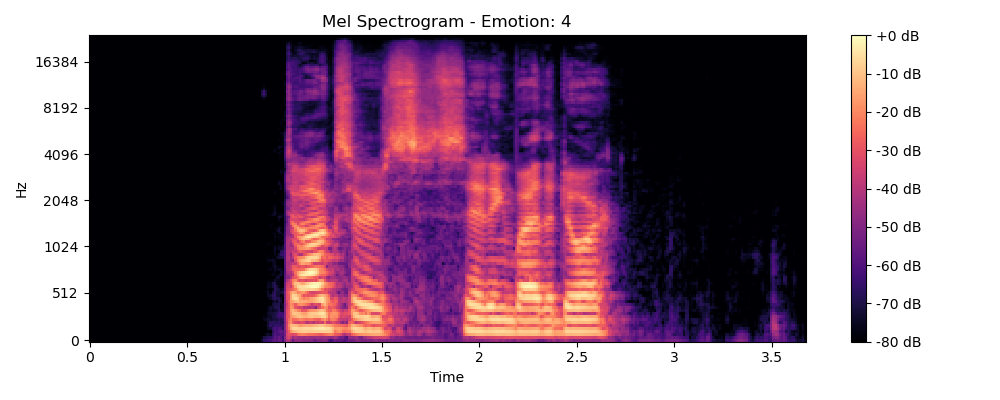 Mel Spectrogram - Emotion: 4
Hz
16384
8192
4096
2048
1024
512
0
0 0.5 1 1.5 2 2.5 3 3.5
Time
+0 dB
-10 dB
-20 dB
-30 dB
-40 dB
-50 dB
-60 dB
-70 dB
-80 dB